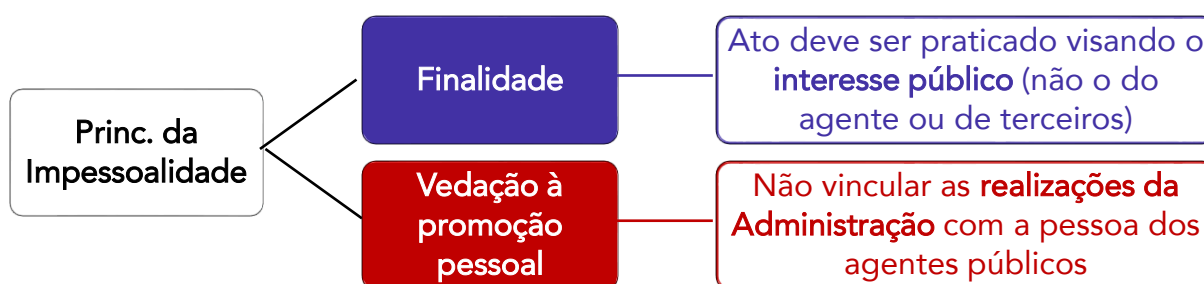 Princ. da
Impessoalidade
Finalidade
Ato deve ser praticado visando o
interesse público (não o do
agente ou de terceiros)
Vedação à
promoção
pessoal
Não vincular as realizações da
Administração com a pessoa dos
agentes públicos